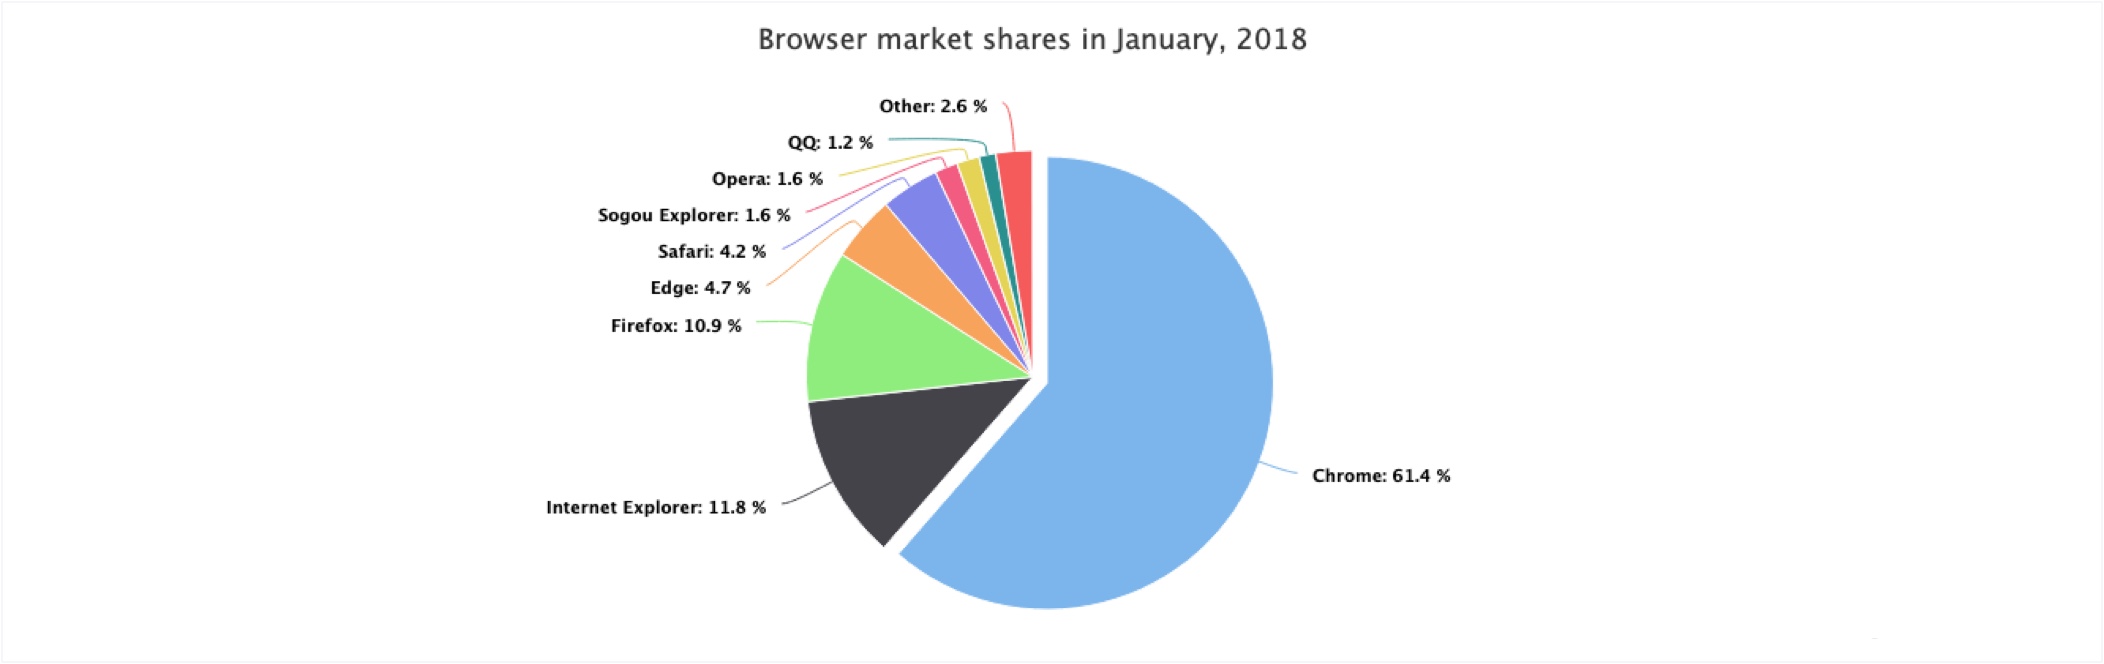 Browser market shares in January, 2018
Other: 2.6 %
QQ: 1.2 %
Opera: 1.6 %
Sogou Explorer: 1.6 %
Safari: 4.2 %
Edge: 4.7 %
Firefox: 10.9 %
Chrome: 61.4 %
Internet Explorer: 11.8 %